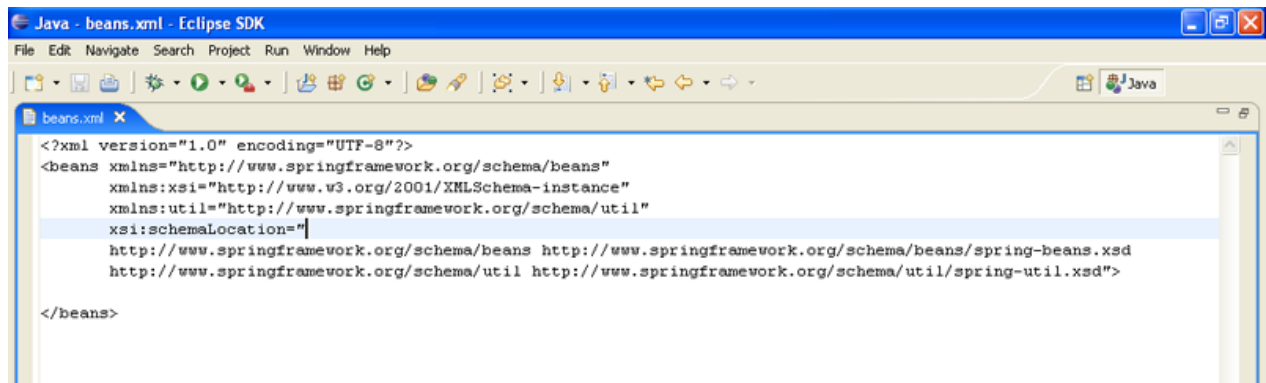 Java - beans.xml - Eclipse SDK
File Edit Navigate Search Project Run Window Help
Java
beans.xml
<?xml version="1.0" encoding="UTF-8"?>
<beans xmlns="http://www.springframework.org/schema/beans"
xmlns:xsi="http://www.w3.org/2001/XMLSchema-instance"
xmlns:util="http://www.springframework.org/schema/util"
xsi:schemaLocation="
http://www.springframework.org/schema/beans http://www.springframework.org/schema/beans/spring-beans.xsd
http://www.springframework.org/schema/util http://www.springframework.org/schema/util/spring-util.xsd">
</beans>